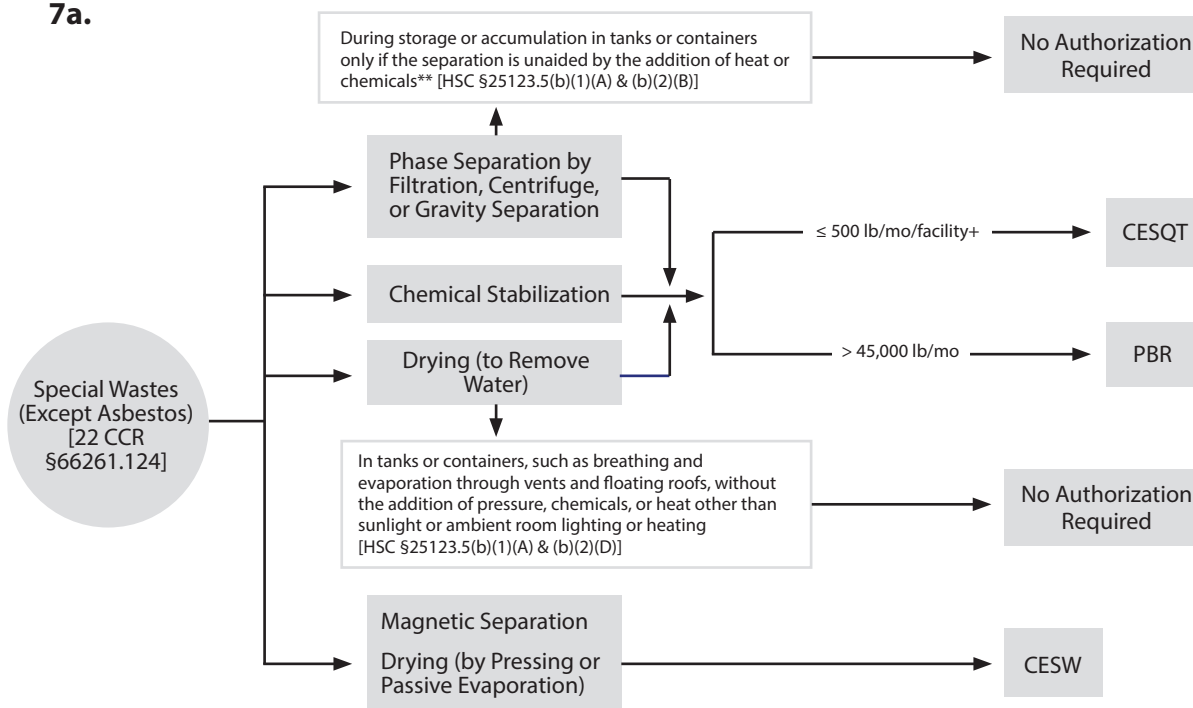 7a.
During storage or accumulation in tanks or containers
only if the separation is unaided by the addition of heat or
chemicals** [HSC §25123.5(b)(1)(A) & (b)(2)(B)]
No Authorization
Required
Phase Separation by
Filtration, Centrifuge,
or Gravity Separation
≤ 500 lb/mo/facility+
CESQT
Chemical Stabilization
> 45,000 lb/mo
PBR
Drying (to Remove
Water)
Special Wastes
(Except Asbestos)
[22 CCR
§66261.124]
In tanks or containers, such as breathing and
evaporation through vents and floating roofs, without
the addition of pressure, chemicals, or heat other than
sunlight or ambient room lighting or heating
[HSC §25123.5(b)(1)(A) & (b)(2)(D)]
No Authorization
Required
Magnetic Separation
Drying (by Pressing or
Passive Evaporation)
CESW